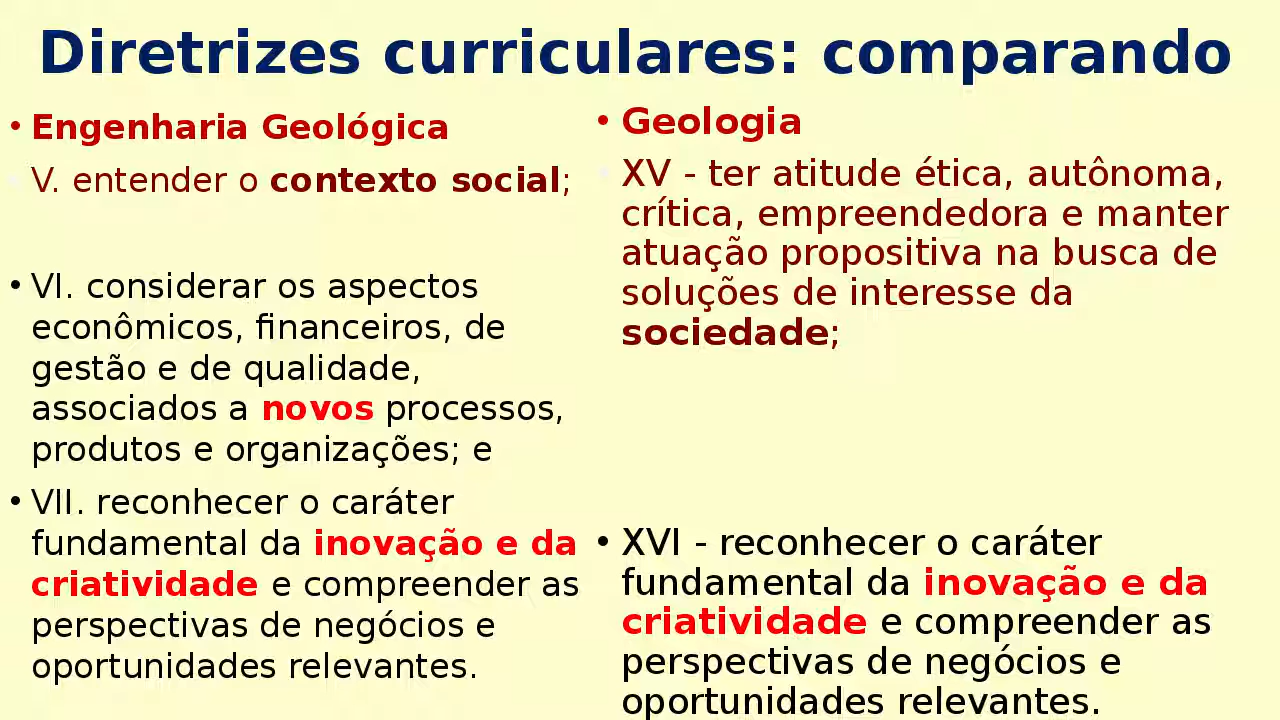 Diretrizes curriculares: comparando
• Engenharia Geológica
V. entender o contexto social;
• VI. considerar os aspectos
econômicos, financeiros, de
gestão e de qualidade,
associados a novos processos,
produtos e organizações; e
• VII. reconhecer o caráter
fundamental da inovação e da
criatividade e compreender as
perspectivas de negócios e
oportunidades relevantes.
• Geologia
XV - ter atitude ética, autônoma,
crítica, empreendedora e manter
atuação propositiva na busca de
soluções de interesse da
sociedade;
• XVI - reconhecer o caráter
fundamental da inovação e da
criatividade e compreender as
perspectivas de negócios e
oportunidades relevantes.